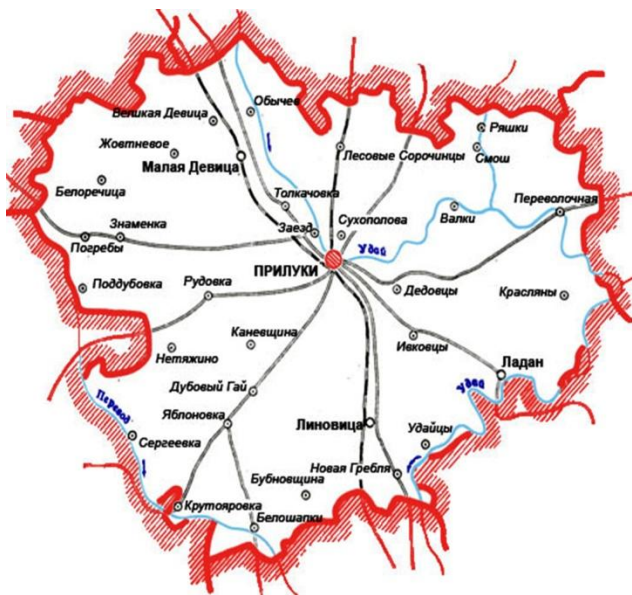 Обычев
Великая Девица
Ряшки
Жовтневое
Лесовые Сорочинцы
Смош
Малая Девица
Белоречица
Толкачовка
Переволочная
Знаменка
Заезд
Сухополова
Валки
Погребы
Удай
ПРИЛУКИ
Поддубовка
Рудовка
Дедовцы
Красляны
Каневщина
Ивковцы
Нетяжино
Ладан
Дубовый Гай
Удай
Перевод
Яблоновка
Линовица
Удайцы
Сергеевка
Новая Гребля
Бубновщина
Крутояровка
Белошапки